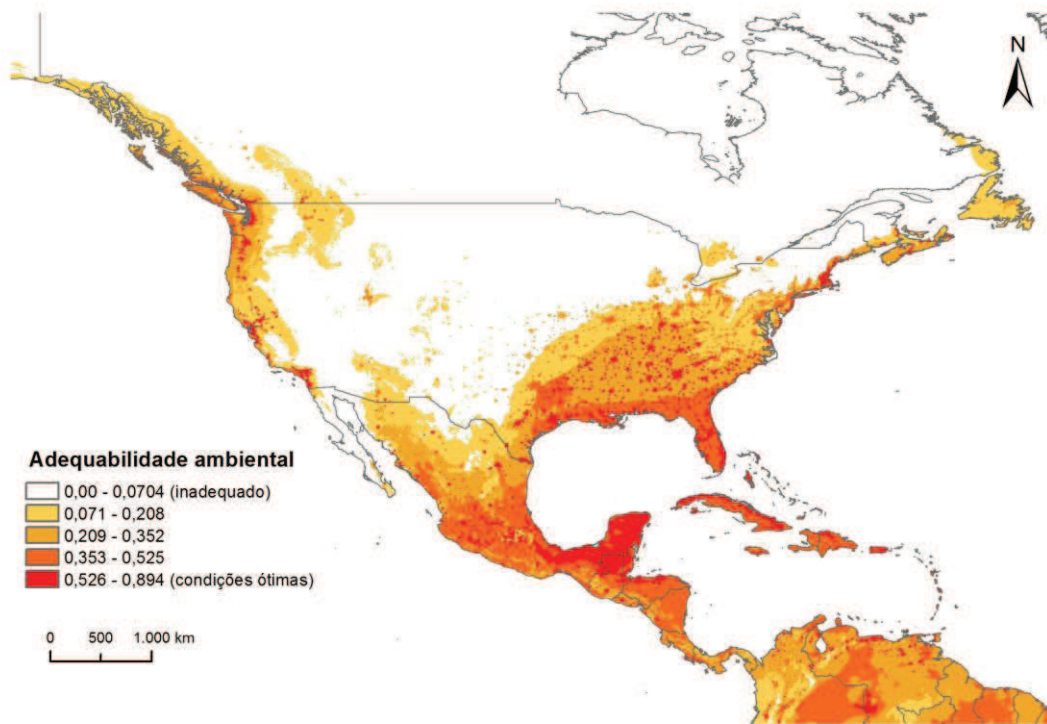 N
Adequabilidade ambiental
0,00 - 0,0704 (inadequado)
0,071 - 0,208
0,209 - 0,352
0,353 - 0,525
0,526 - 0,894 (condições ótimas)
0 500 1.000 km